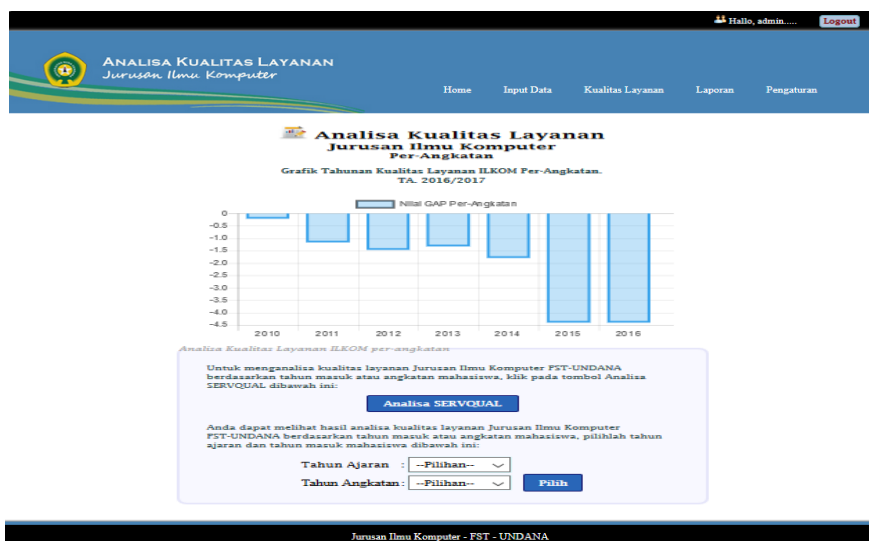 Hallo, admin..... Logout
Analisa Kualitas Layanan
Jurusan Ilmu Komputer
Home Input Data Kualitas Layanan Laporan Pengaturan
Analisa Kualitas Layanan
Jurusan Ilmu Komputer
Per-Angkatan
Grafik Tahunan Kualitas Layanan ILKOM Per-Angkatan.
TA. 2016/2017
Nilai GAP Per-Angkatan
0
-0.5
-1.0
-1.5
-2.0
-2.5
-3.0
-3.5
-4.0
-4.5
2010 2011 2012 2013 2014 2015 2016
Analisa Kualitas Layanan ILKOM per-angkatan
Untuk menganalisa kualitas layanan Jurusan Ilmu Komputer FST-UNDANA
berdasarkan tahun masuk atau angkatan mahasiswa, klik pada tombol Analisa
SERVQUAL dibawah ini:
Analisa SERVQUAL
Anda dapat melihat hasil analisa kualitas layanan Jurusan Ilmu Komputer
FST-UNDANA berdasarkan tahun masuk atau angkatan mahasiswa, pilihlah tahun
ajaran dan tahun masuk mahasiswa dibawah ini:
Tahun Ajaran : --Pilihan--
Tahun Angkatan : --Pilihan-- Pilih
Jurusan Ilmu Komputer - FST - UNDANA